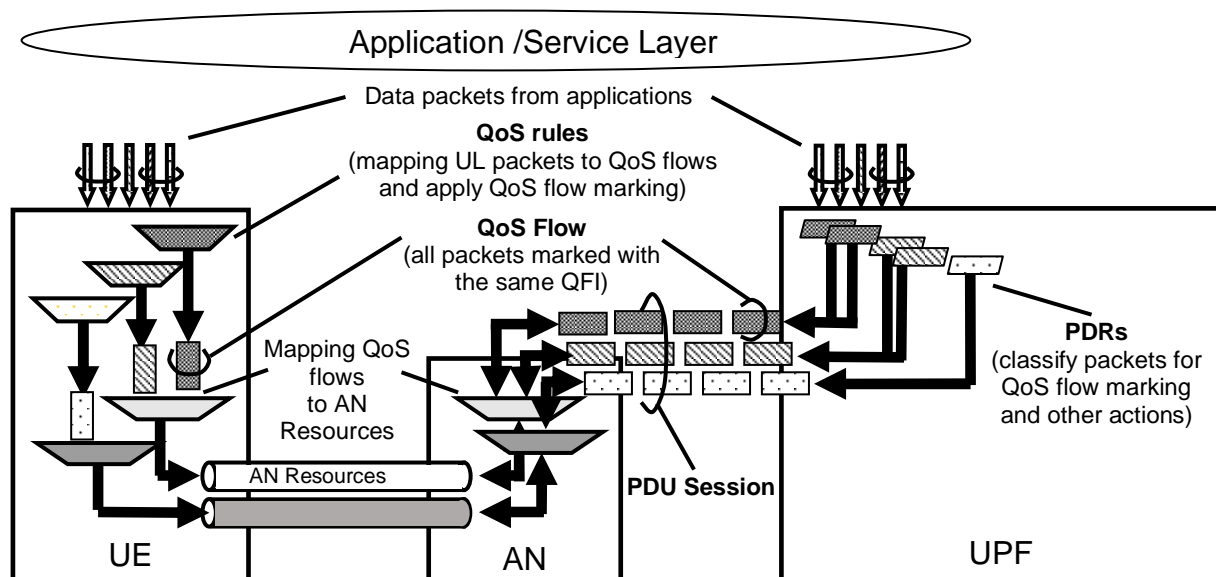 Application /Service Layer
Data packets from applications
QoS rules
(mapping UL packets to QoS flows
and apply QoS flow marking)
QoS Flow
(all packets marked with
the same QFI)
Mapping QoS
flows
to AN
Resources
PDRs
(classify packets for
QoS flow marking
and other actions)
AN Resources
PDU Session
UE
AN
UPF